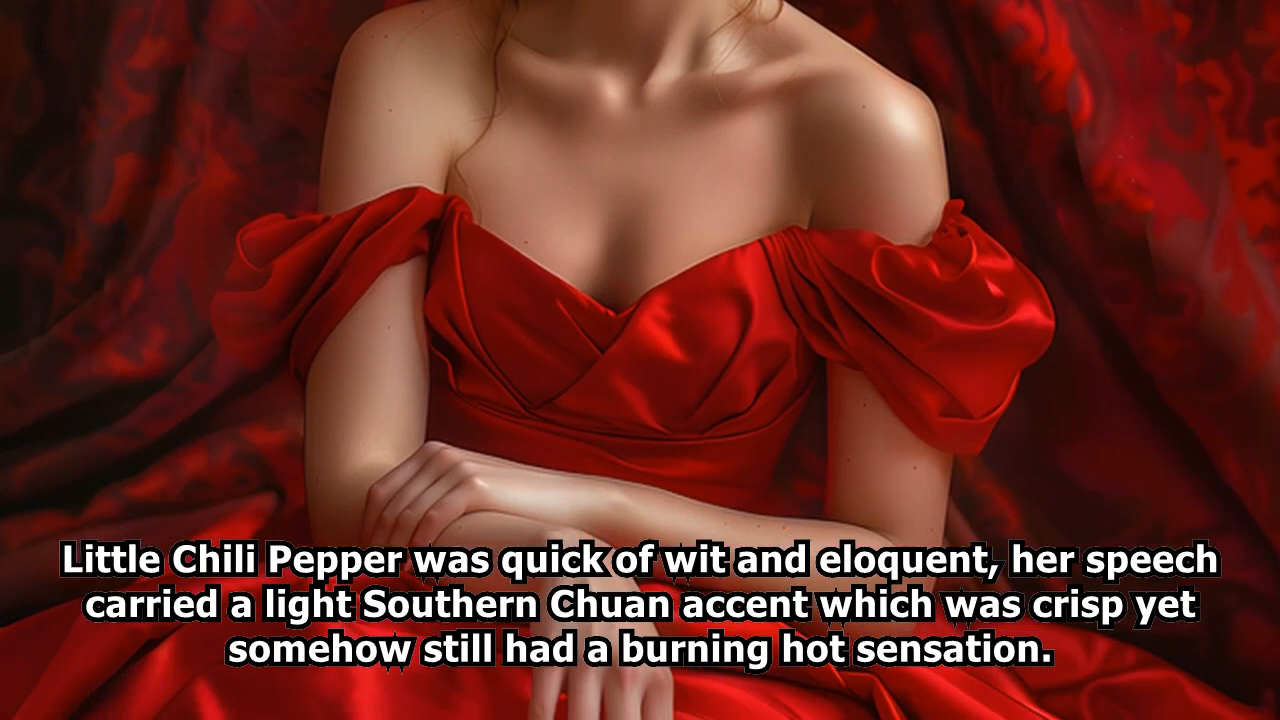 Little Chili Pepper was quick of wit and eloquent, her speech
carried a light Southern Chuan accent which was crisp yet
somehow still had a burning hot sensation.